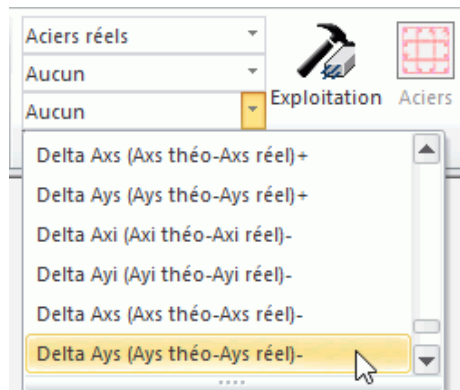 Aciers réels
Aucun
Aucun
Exploitation
Aciers
Delta Axs (Axs théo-Axs réel)+
Delta Ays (Ays théo-Ays réel)+
Delta Axi (Axi théo-Axi réel)-
Delta Ayi (Ayi théo-Ayi réel)-
Delta Axs (Axs théo-Axs réel)-
Delta Ays (Ays théo-Ays réel)-